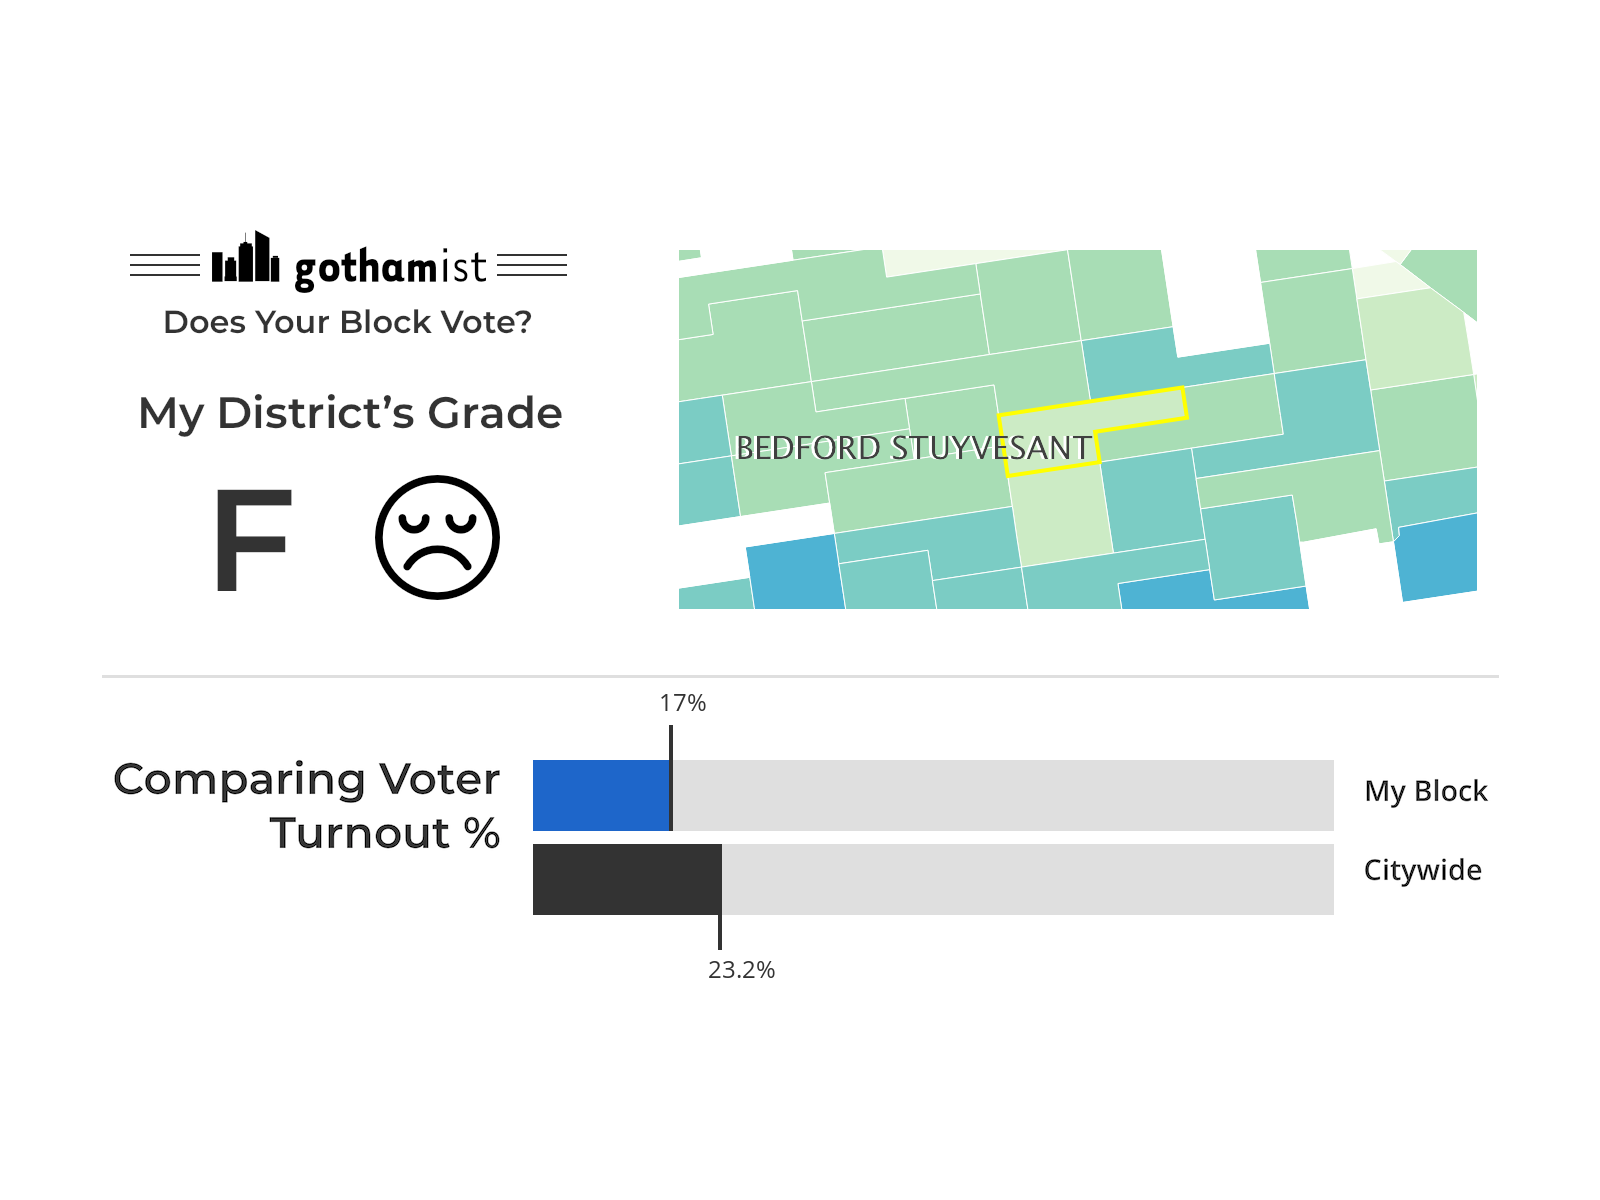 gothamist
Does Your Block Vote?
My District’s Grade
F
BEDFORD STUYVESANT
17%
Comparing Voter
Turnout %
My Block
Citywide
23.2%